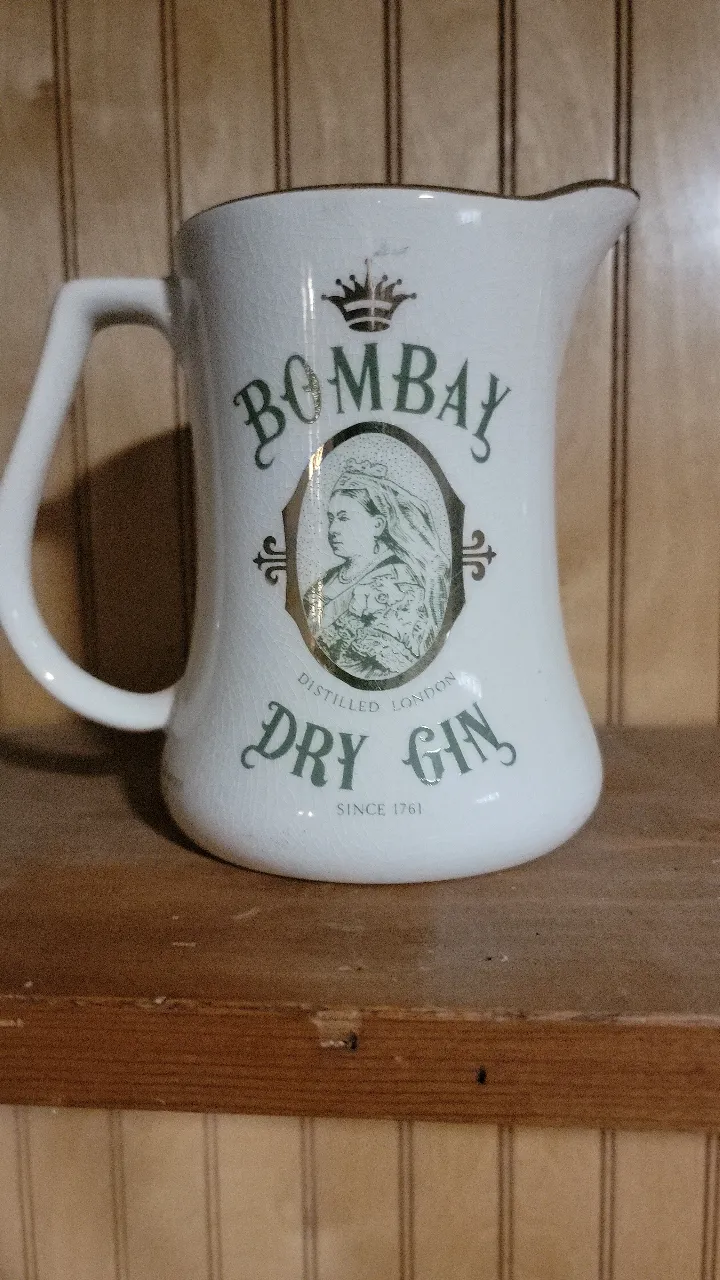 BOMBAY
DISTILLED LONDON
DRY GIN
SINCE 1761